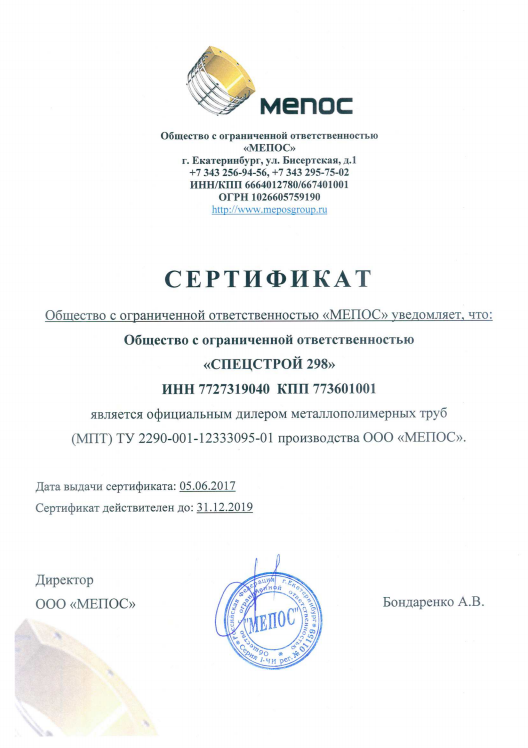 мепос
Общество с ограниченной ответственностью
«МЕПОС»
г. Екатеринбург, ул. Бисертская, д.1
+7 343 256-94-56, +7 343 295-75-02
ИНН/КПП 6664012780/667401001
ОГРН 1026605759190
http://www.meposgroup.ru
СЕРТИФИКАТ
Общество с ограниченной ответственностью «МЕПОС» уведомляет, что:
Общество с ограниченной ответственностью
«СПЕЦСТРОЙ 298»
ИНН 7727319040 КПП 773601001
является официальным дилером металлополимерных труб
(МПТ) ТУ 2290-001-12333095-01 производства ООО «МЕПОС».
Дата выдачи сертификата: 05.06.2017
Сертификат действителен до: 31.12.2019
Директор
ООО «МЕПОС»
Бондаренко А.В.
Российская Федерация г.Екатеринбург
Общество с ограниченной ответственностью
"МЕПОС"
Серия 1-ЧИ рег.№ 01159